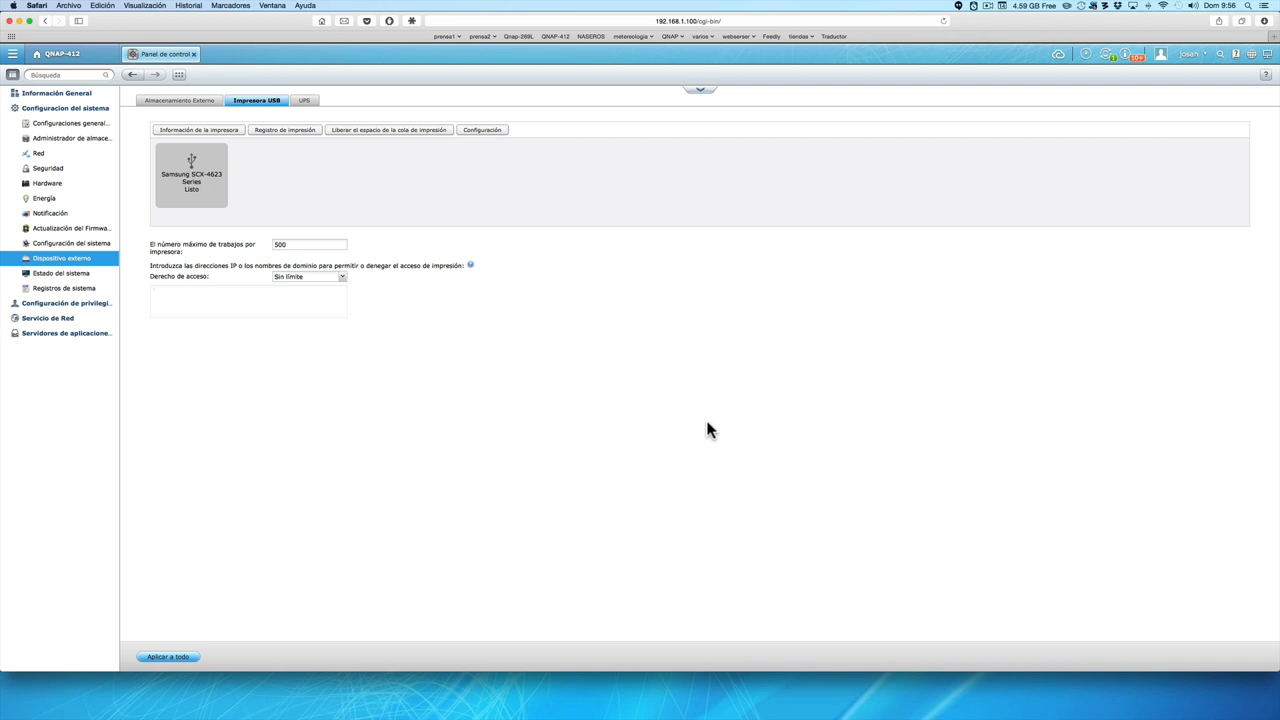 Safari Archivo Edición Visualización Historial Marcadores Ventana Ayuda 4.59 GB Free Dom 9:56
192.168.1.100/cgi-bin/
prensa1 prensa2 Qnap-269L QNAP-412 NASEROS metereologia QNAP varios webserser Feedly tiendas Traductor
QNAP-412 Panel de control 1 10+ josan
Búsqueda
Información General
Configuracion del sistema
Configuraciones general...
Administrador de almace...
Red
Seguridad
Hardware
Energía
Notificación
Actualización del Firmwa...
Configuración del sistema
Dispositivo externo
Estado del sistema
Registros de sistema
Configuración de privilegi...
Servicio de Red
Servidores de aplicacione...
Almacenamiento Externo Impresora USB UPS
Información de la impresora Registro de impresión Liberar el espacio de la cola de impresión Configuración
Samsung SCX-4623
Series
Listo
El número máximo de trabajos por
impresora: 500
Introduzca las direcciones IP o los nombres de dominio para permitir o denegar el acceso de impresión:
Derecho de acceso: Sin límite
Aplicar a todo